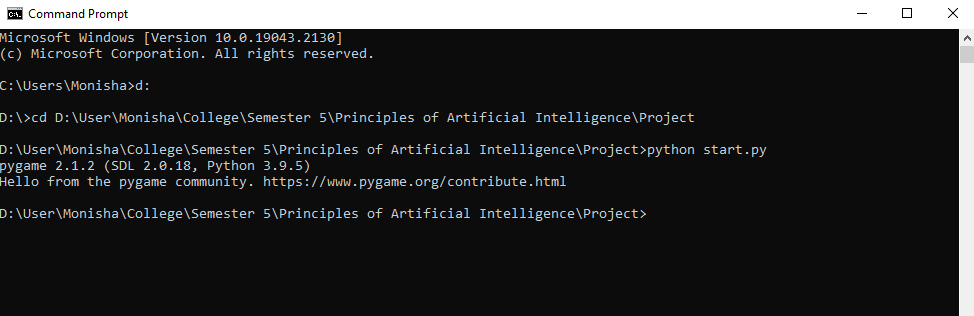 Command Prompt
Microsoft Windows [Version 10.0.19043.2130]
(c) Microsoft Corporation. All rights reserved.
C:\Users\Monisha>d:
D:\>cd D:\User\Monisha\College\Semester 5\Principles of Artificial Intelligence\Project
D:\User\Monisha\College\Semester 5\Principles of Artificial Intelligence\Project>python start.py
pygame 2.1.2 (SDL 2.0.18, Python 3.9.5)
Hello from the pygame community. https://www.pygame.org/contribute.html
D:\User\Monisha\College\Semester 5\Principles of Artificial Intelligence\Project>